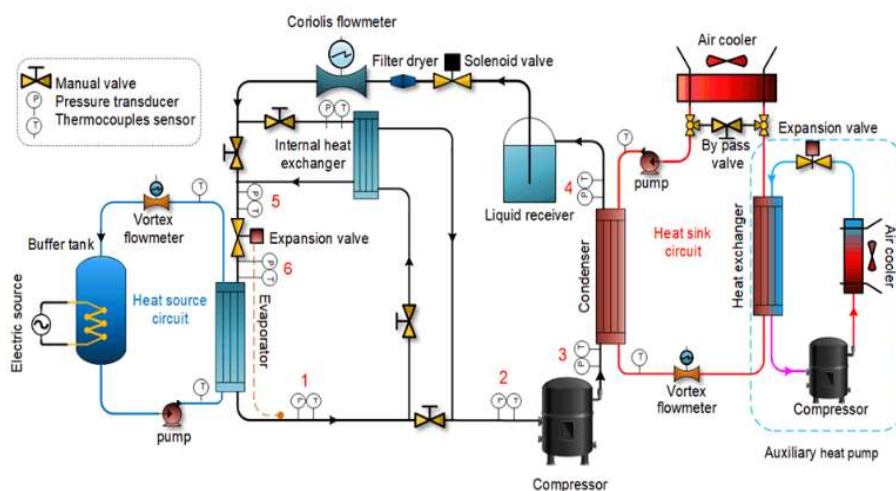 Coriolis flowmeter
Filter dryer
Solenoid valve
Air cooler
Manual valve
P
Pressure transducer
T
Thermocouples sensor
P T
Internal heat
exchanger
By pass
valve
Expansion valve
T
pump
4
P
T
Liquid receiver
5
P
T
T
Vortex
flowmeter
Buffer tank
Expansion valve
6
P
T
Heat source
circuit
Electric source
Evaporator
Condenser
Heat sink
circuit
Heat exchanger
Air
cooler
1
T
2
T
3
P
T
T
T
pump
Vortex
flowmeter
Compressor
Compressor
Auxiliary heat pump